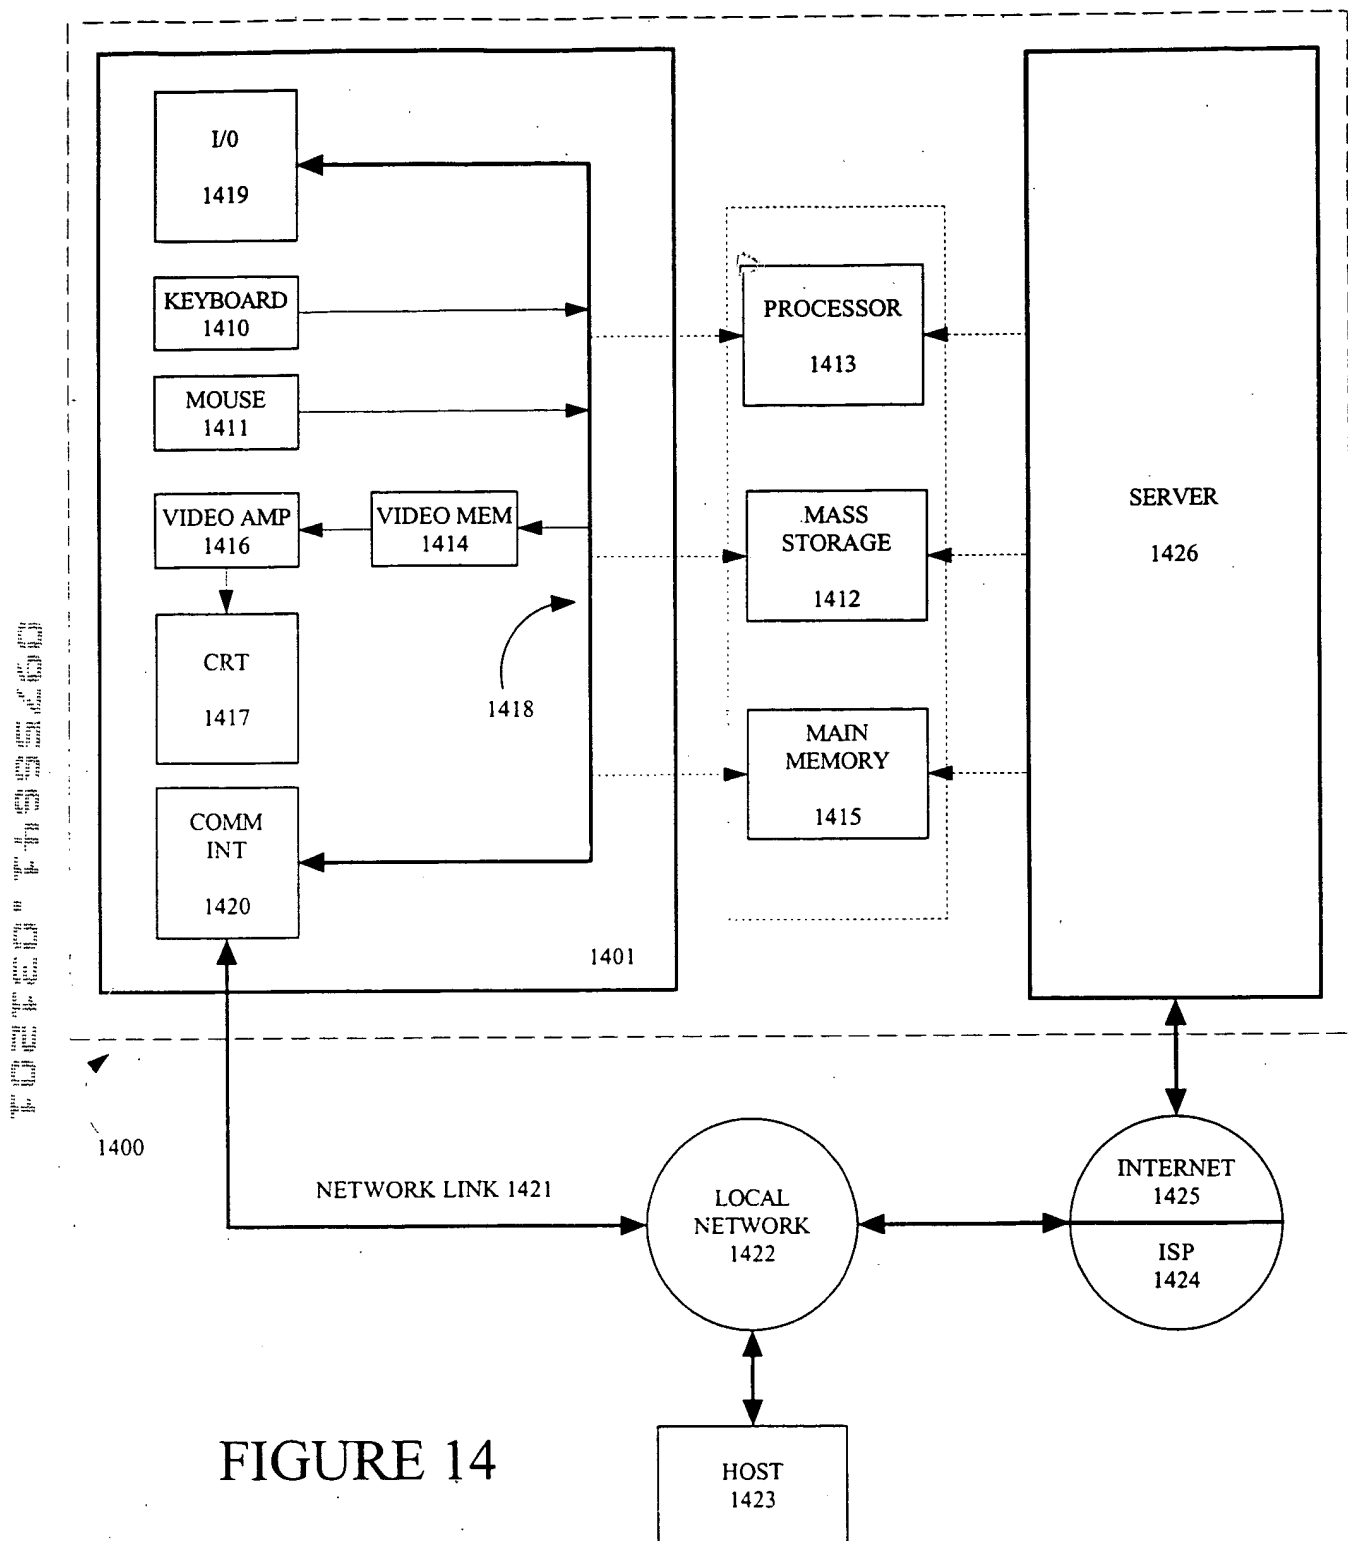 I/0
1419
KEYBOARD
1410
MOUSE
1411
VIDEO AMP
1416
VIDEO MEM
1414
CRT
1417
1418
COMM
INT
1420
1401
PROCESSOR
1413
MASS
STORAGE
1412
MAIN
MEMORY
1415
SERVER
1426
1400
NETWORK LINK 1421
LOCAL
NETWORK
1422
INTERNET
1425
ISP
1424
HOST
1423
FIGURE 14